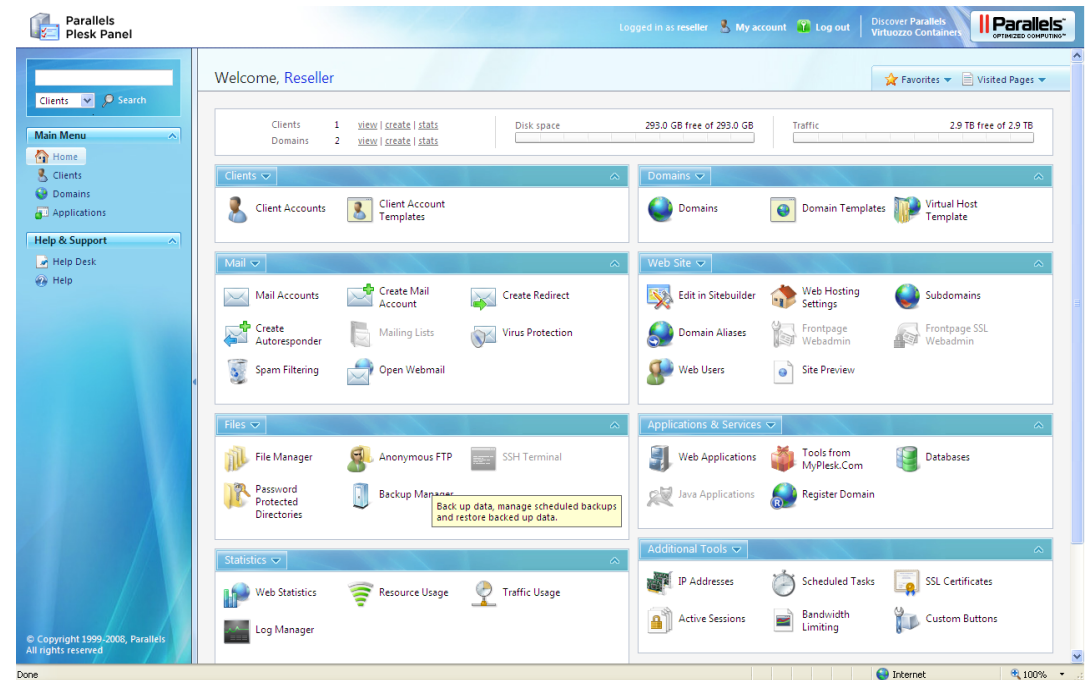 Parallels
Plesk Panel
Logged in as reseller My account Log out
Discover Parallels
Virtuozzo Containers
Parallels™
OPTIMIZED COMPUTING™
Clients Search
Main Menu
Home
Clients
Domains
Applications
Help & Support
Help Desk
Help
© Copyright 1999-2008, Parallels
All rights reserved
Welcome, Reseller
Favorites Visited Pages
Clients 1 view | create | stats
Domains 2 view | create | stats
Disk space 293.0 GB free of 293.0 GB
Traffic 2.9 TB free of 2.9 TB
Clients
Client Accounts
Client Account
Templates
Domains
Domains
Domain Templates
Virtual Host
Template
Mail
Mail Accounts
Create Mail
Account
Create Redirect
Create
Autoresponder
Mailing Lists
Virus Protection
Spam Filtering
Open Webmail
Web Site
Edit in Sitebuilder
Web Hosting
Settings
Subdomains
Domain Aliases
Frontpage
Webadmin
Frontpage SSL
Webadmin
Web Users
Site Preview
Files
File Manager
Anonymous FTP
SSH Terminal
Password
Protected
Directories
Backup Manager
Back up data, manage scheduled backups
and restore backed up data.
Applications & Services
Web Applications
Tools from
MyPlesk.Com
Databases
Java Applications
Register Domain
Statistics
Web Statistics
Resource Usage
Traffic Usage
Log Manager
Additional Tools
IP Addresses
Scheduled Tasks
SSL Certificates
Active Sessions
Bandwidth
Limiting
Custom Buttons
Done
Internet
100%